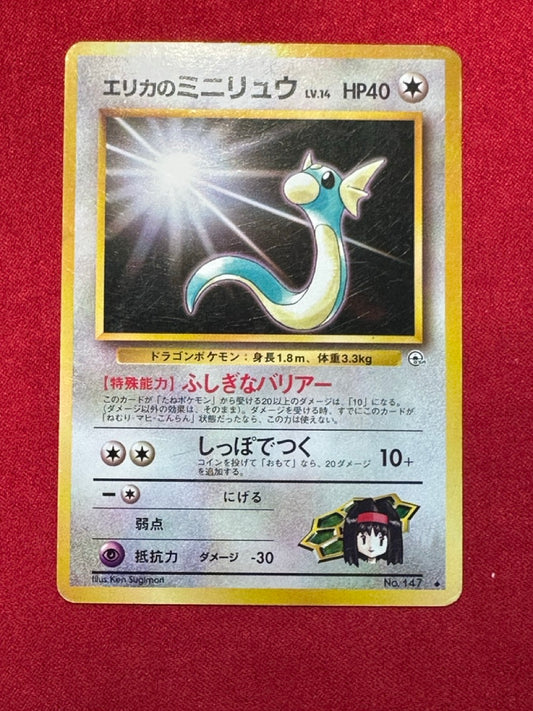 エリカのミニリュウ LV.14 HP40
ドラゴンポケモン：身長1.8m、体重3.3kg
【特殊能力】ふしぎなバリアー
このカードが「たねポケモン」から受ける20以上のダメージは、「10」になる。
（ダメージ以外の効果は、そのまま）。ダメージを受ける時、すでにこのカードが
「ねむり・マヒ・こんらん」状態だったなら、この力は使えない。
しっぽでつく 10+
コインを投げて「おもて」なら、20ダメージ
を追加する。
にげる
弱点
抵抗力 ダメージ -30
Illus. Ken Sugimori No. 147